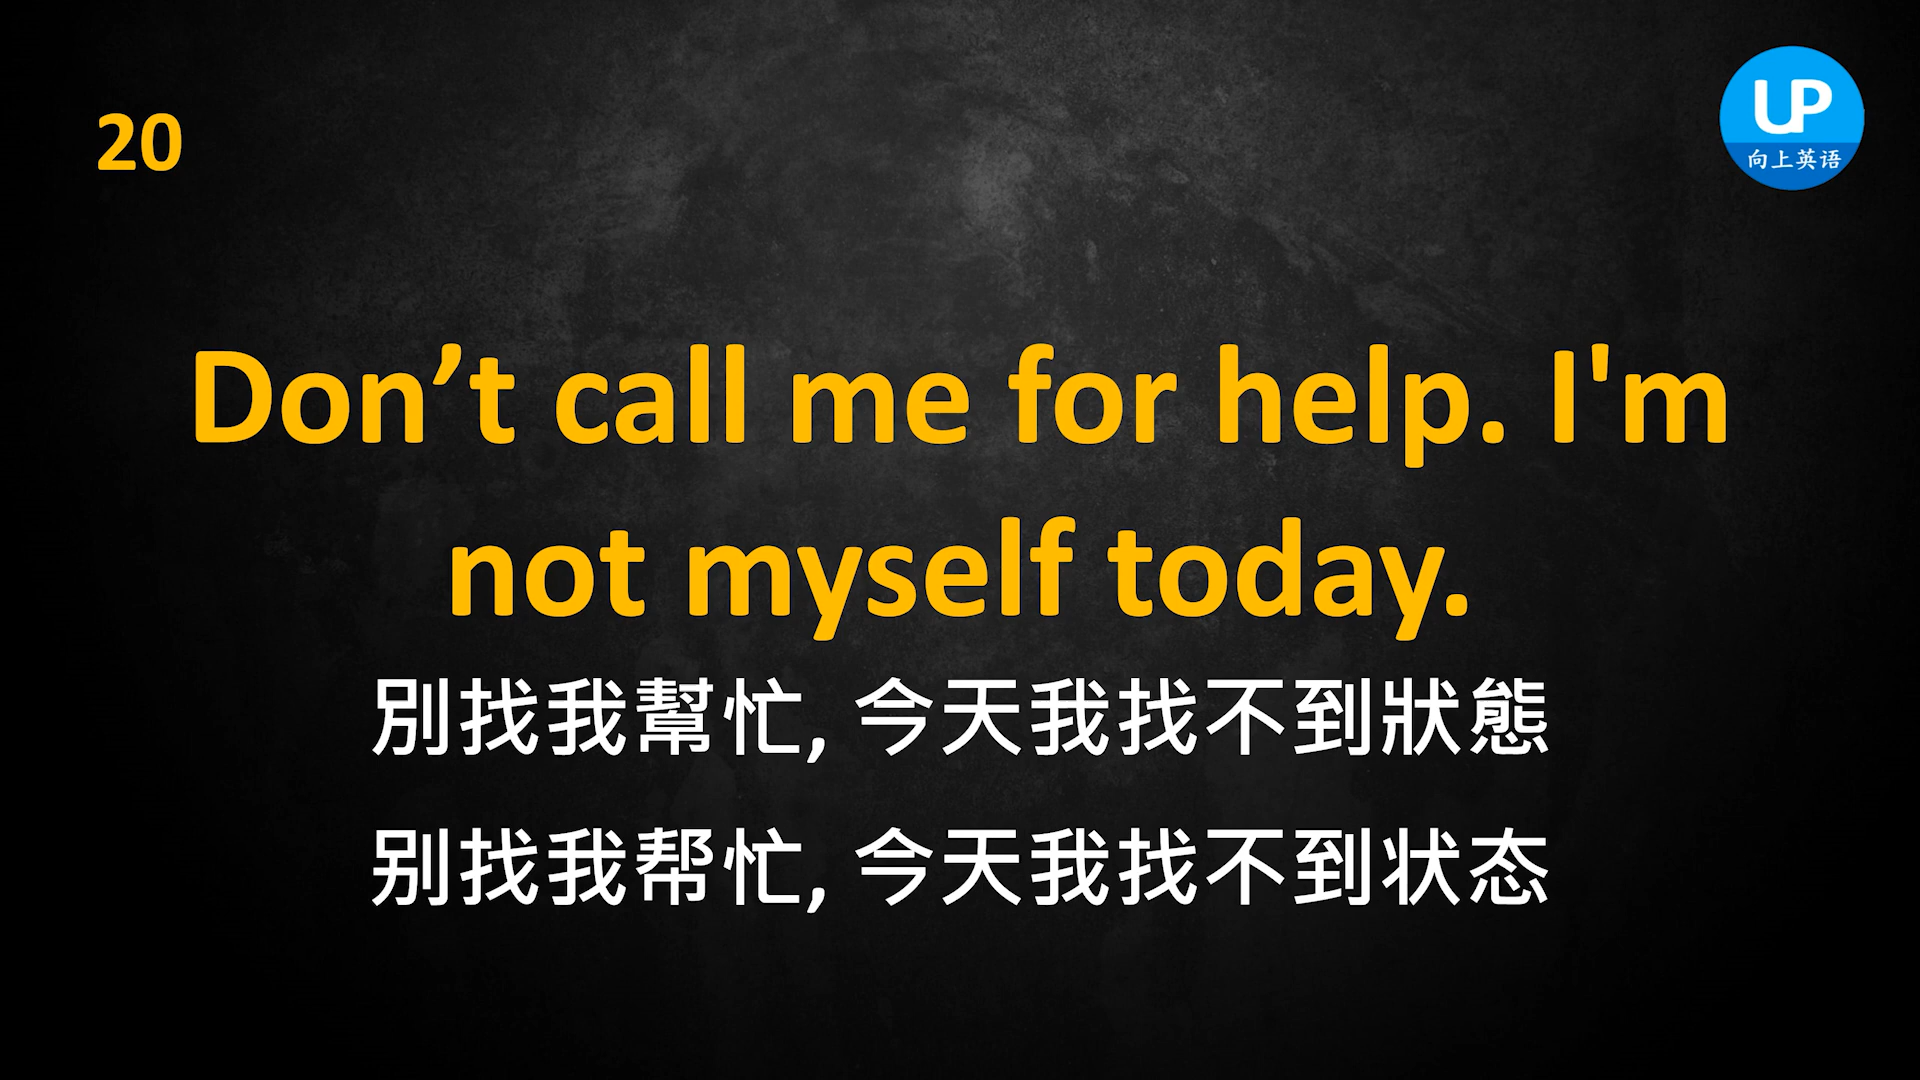 20
UP
向上英语
Don’t call me for help. I'm
not myself today.
別找我幫忙, 今天我找不到狀態
别找我帮忙, 今天我找不到状态